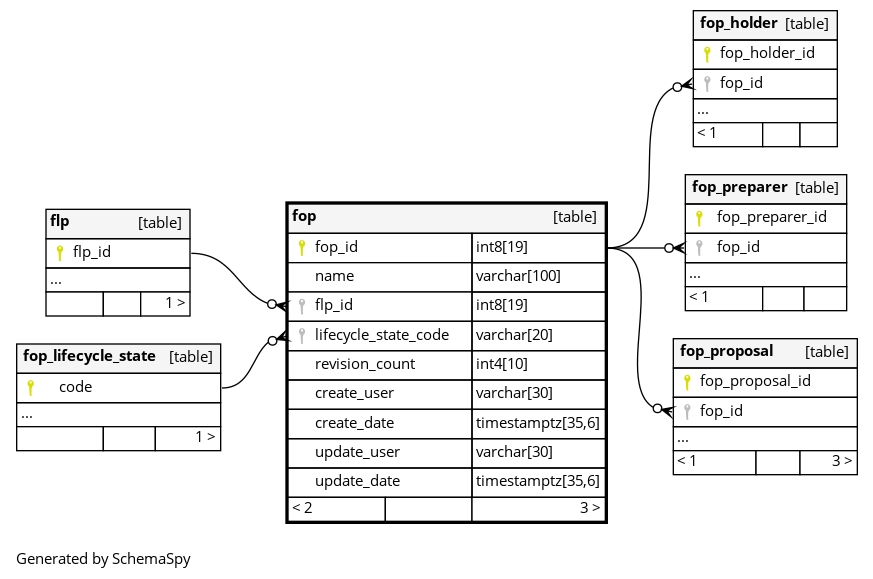 fop_holder [table]
fop_holder_id
fop_id
...
< 1
fop_preparer [table]
fop_preparer_id
fop_id
...
< 1
flp [table]
flp_id
...
1 >
fop [table]
fop_id int8[19]
name varchar[100]
flp_id int8[19]
lifecycle_state_code varchar[20]
revision_count int4[10]
create_user varchar[30]
create_date timestamptz[35,6]
update_user varchar[30]
update_date timestamptz[35,6]
< 2 3 >
fop_lifecycle_state [table]
code
...
1 >
fop_proposal [table]
fop_proposal_id
fop_id
...
< 1 3 >
Generated by SchemaSpy